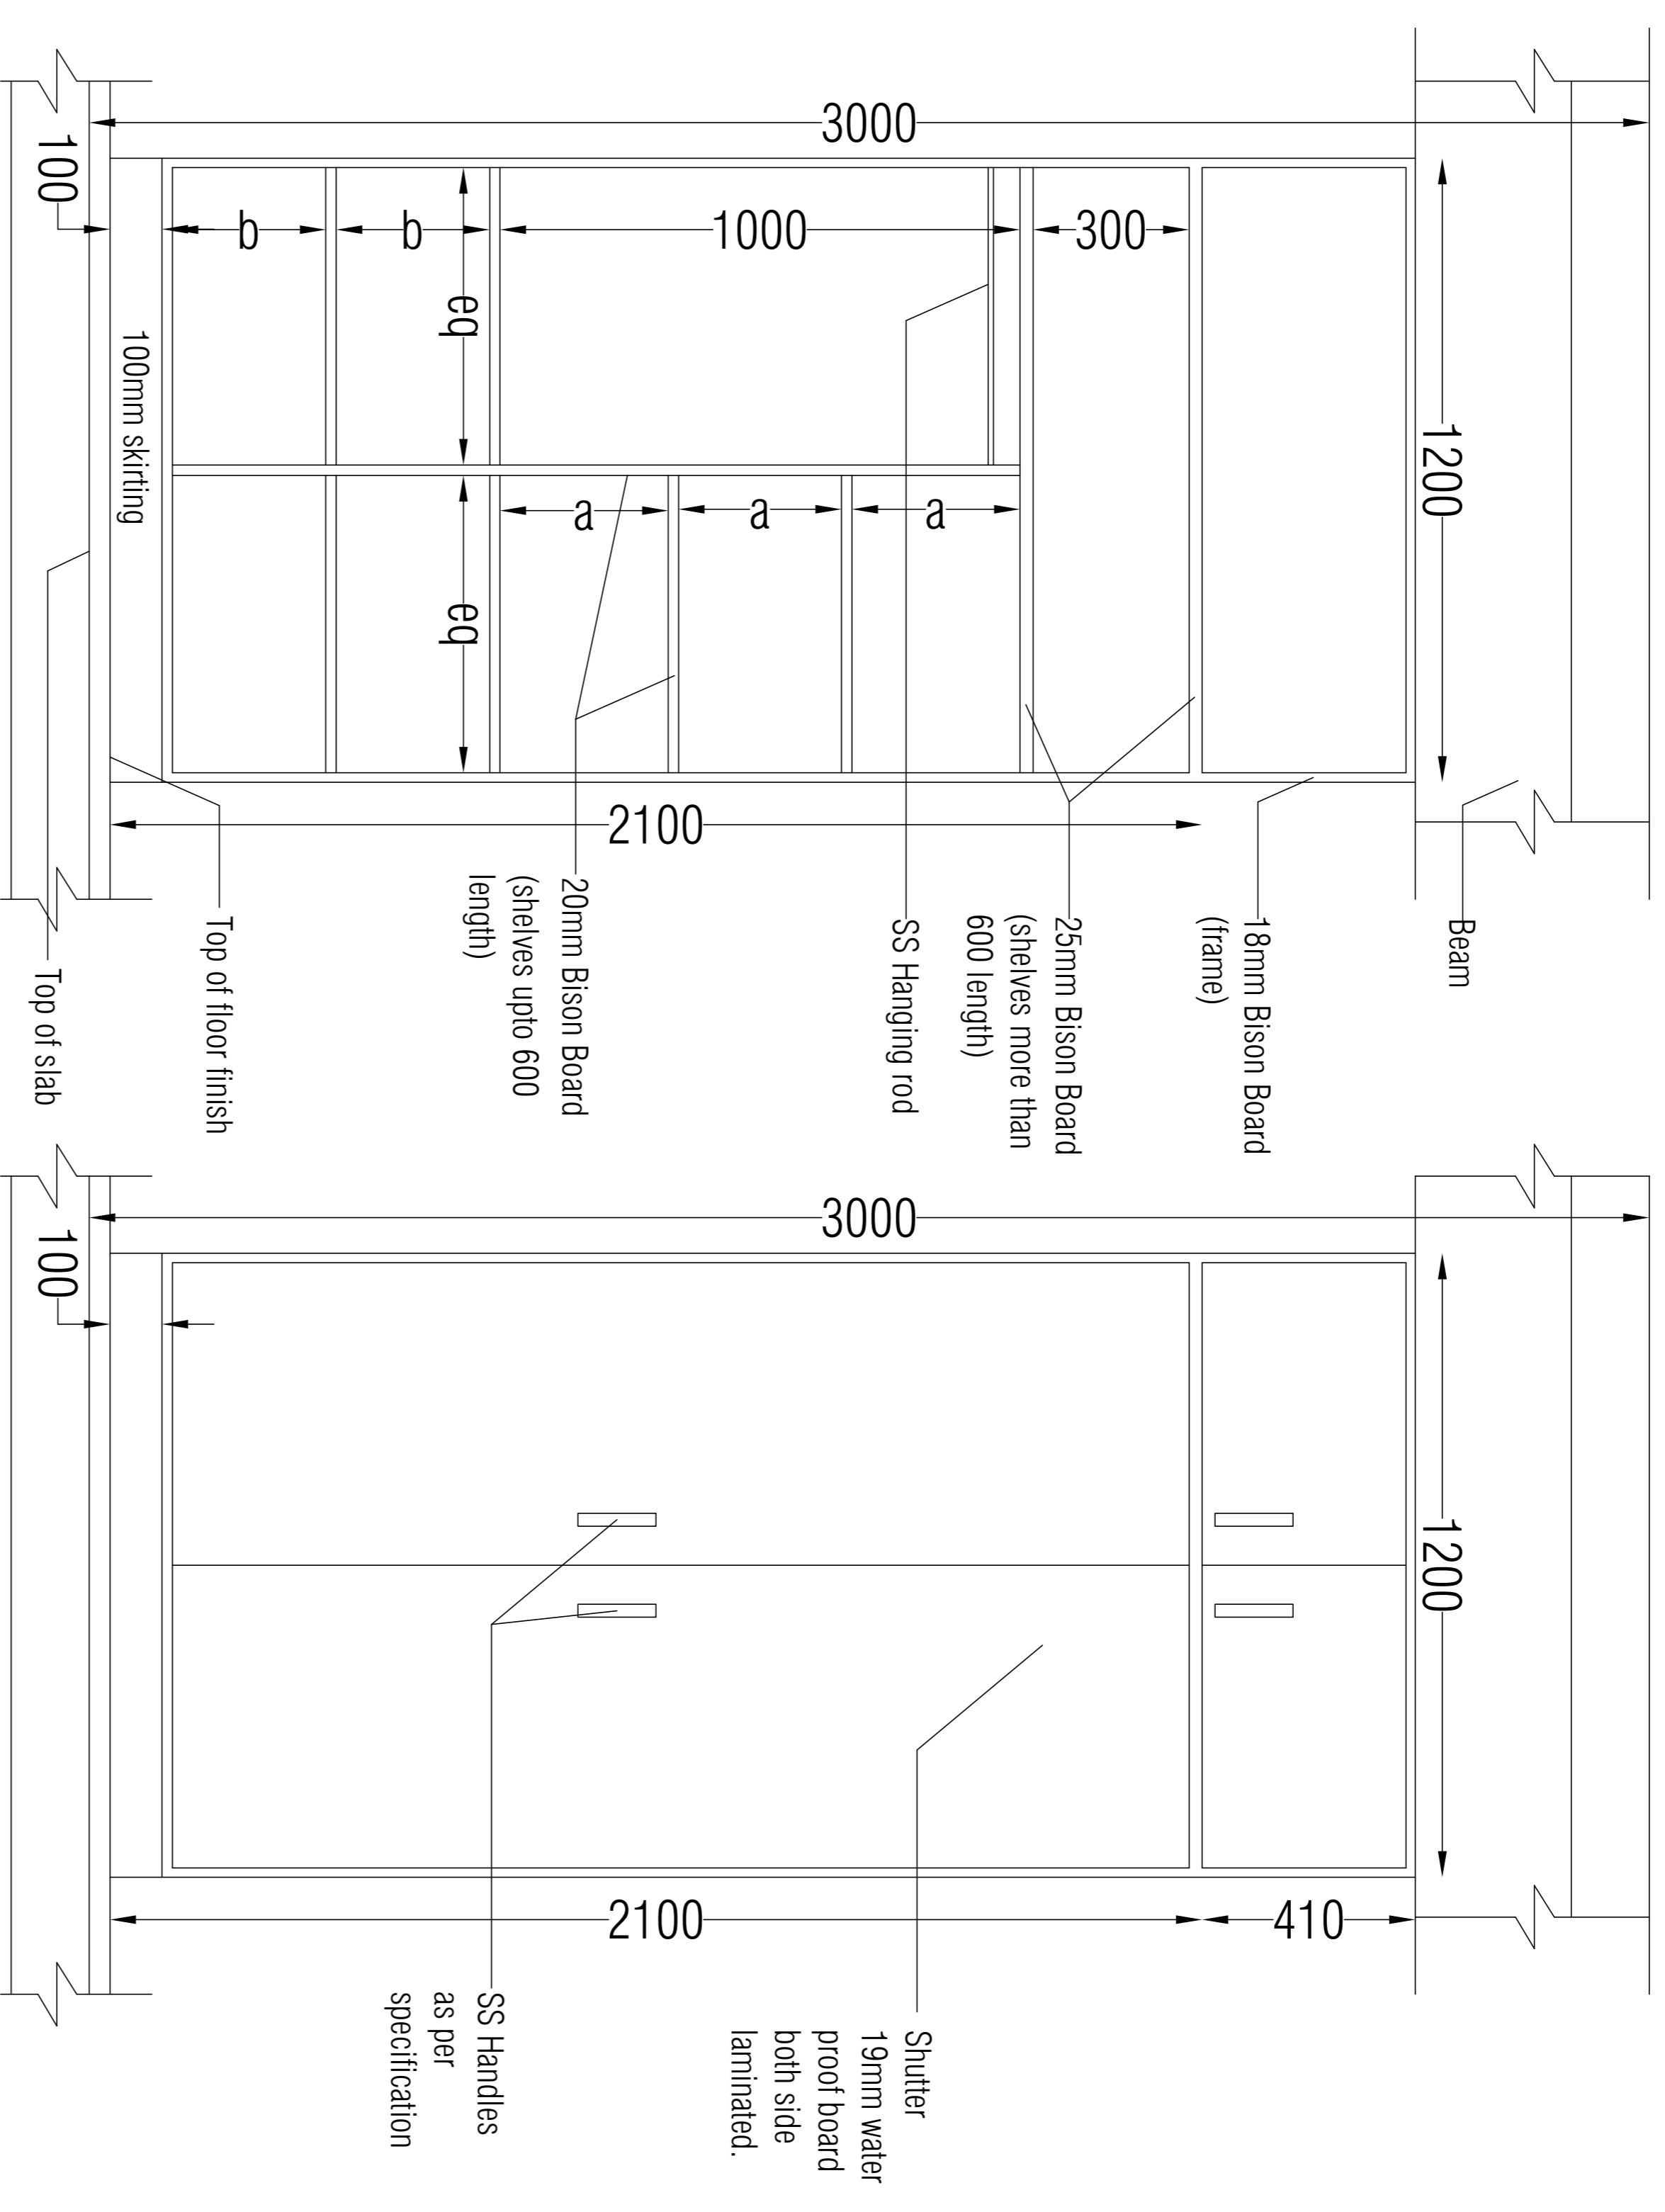 1200
Beam
3000
18mm Bison Board
(frame)
300
25mm Bison Board
(shelves more than
600 length)
1000
a
a
a
SS Hanging rod
2100
b
b
eq
eq
20mm Bison Board
(shelves upto 600
length)
100mm skirting
Top of floor finish
100
Top of slab
1200
3000
410
2100
Shutter
19mm water
proof board
both side
laminated.
SS Handles
as per
specification
100